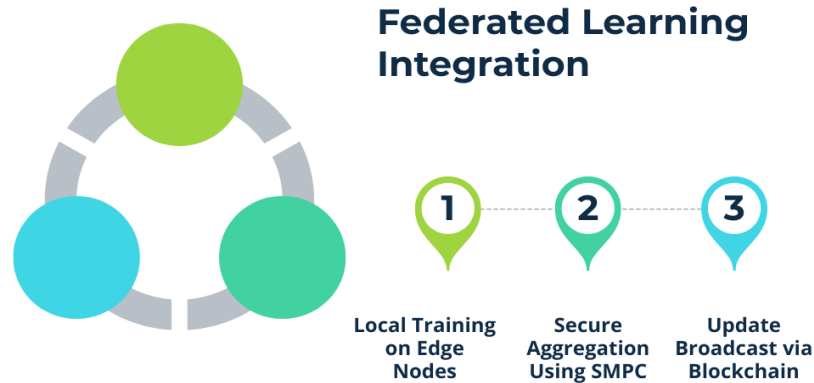 Federated Learning
Integration
1
2
3
Local Training
on Edge
Nodes
Secure
Aggregation
Using SMPC
Update
Broadcast via
Blockchain